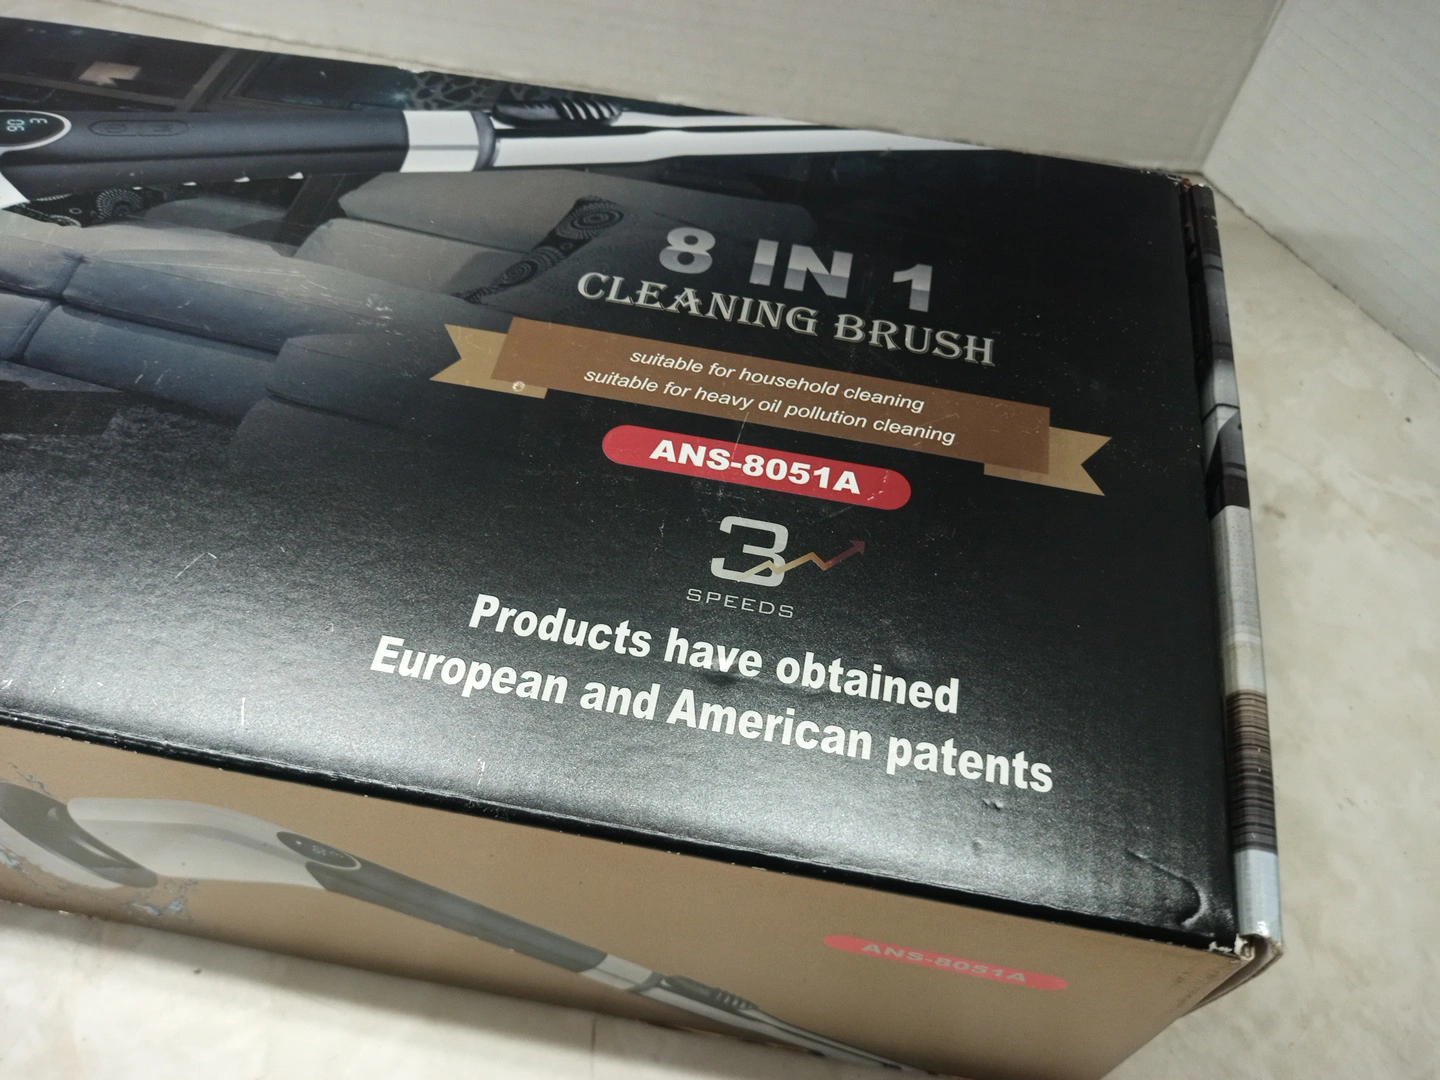 8 IN 1
CLEANING BRUSH
suitable for household cleaning
suitable for heavy oil pollution cleaning
ANS-8051A
3
SPEEDS
Products have obtained
European and American patents
ANS-8051A